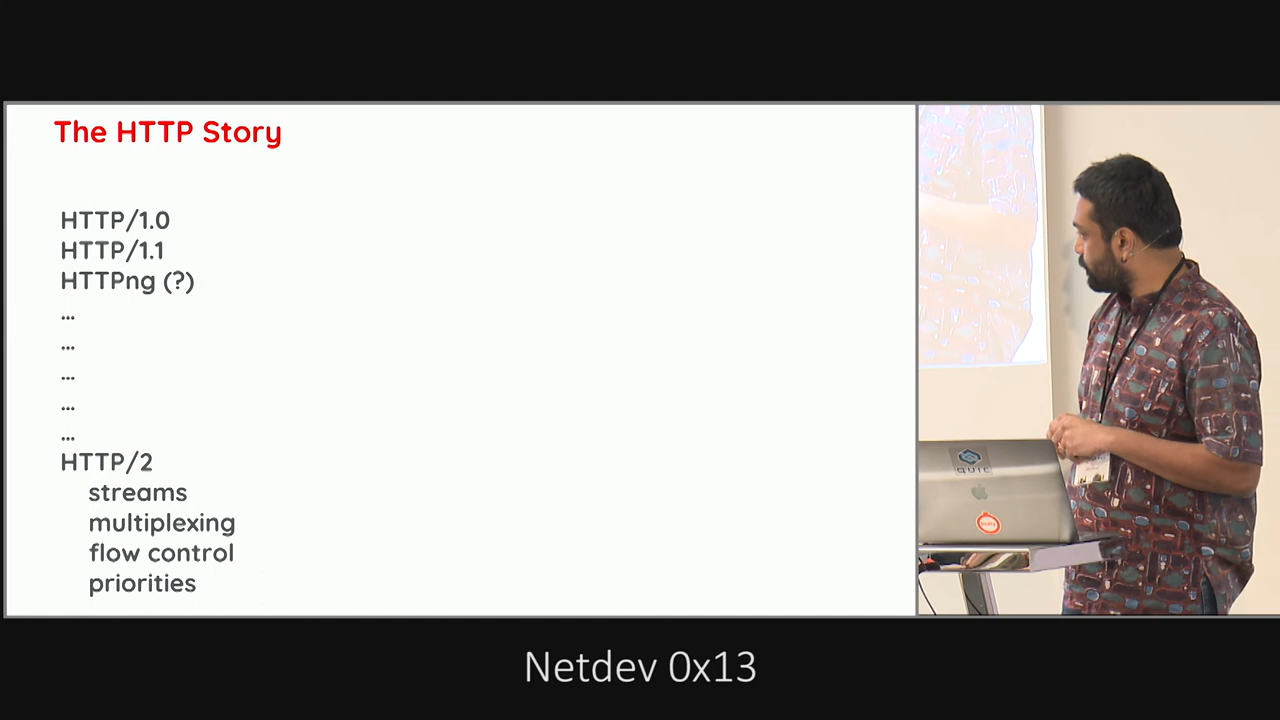 The HTTP Story
HTTP/1.0
HTTP/1.1
HTTPng (?)
...
...
...
...
...
HTTP/2
streams
multiplexing
flow control
priorities
QUIC
Netdev 0x13